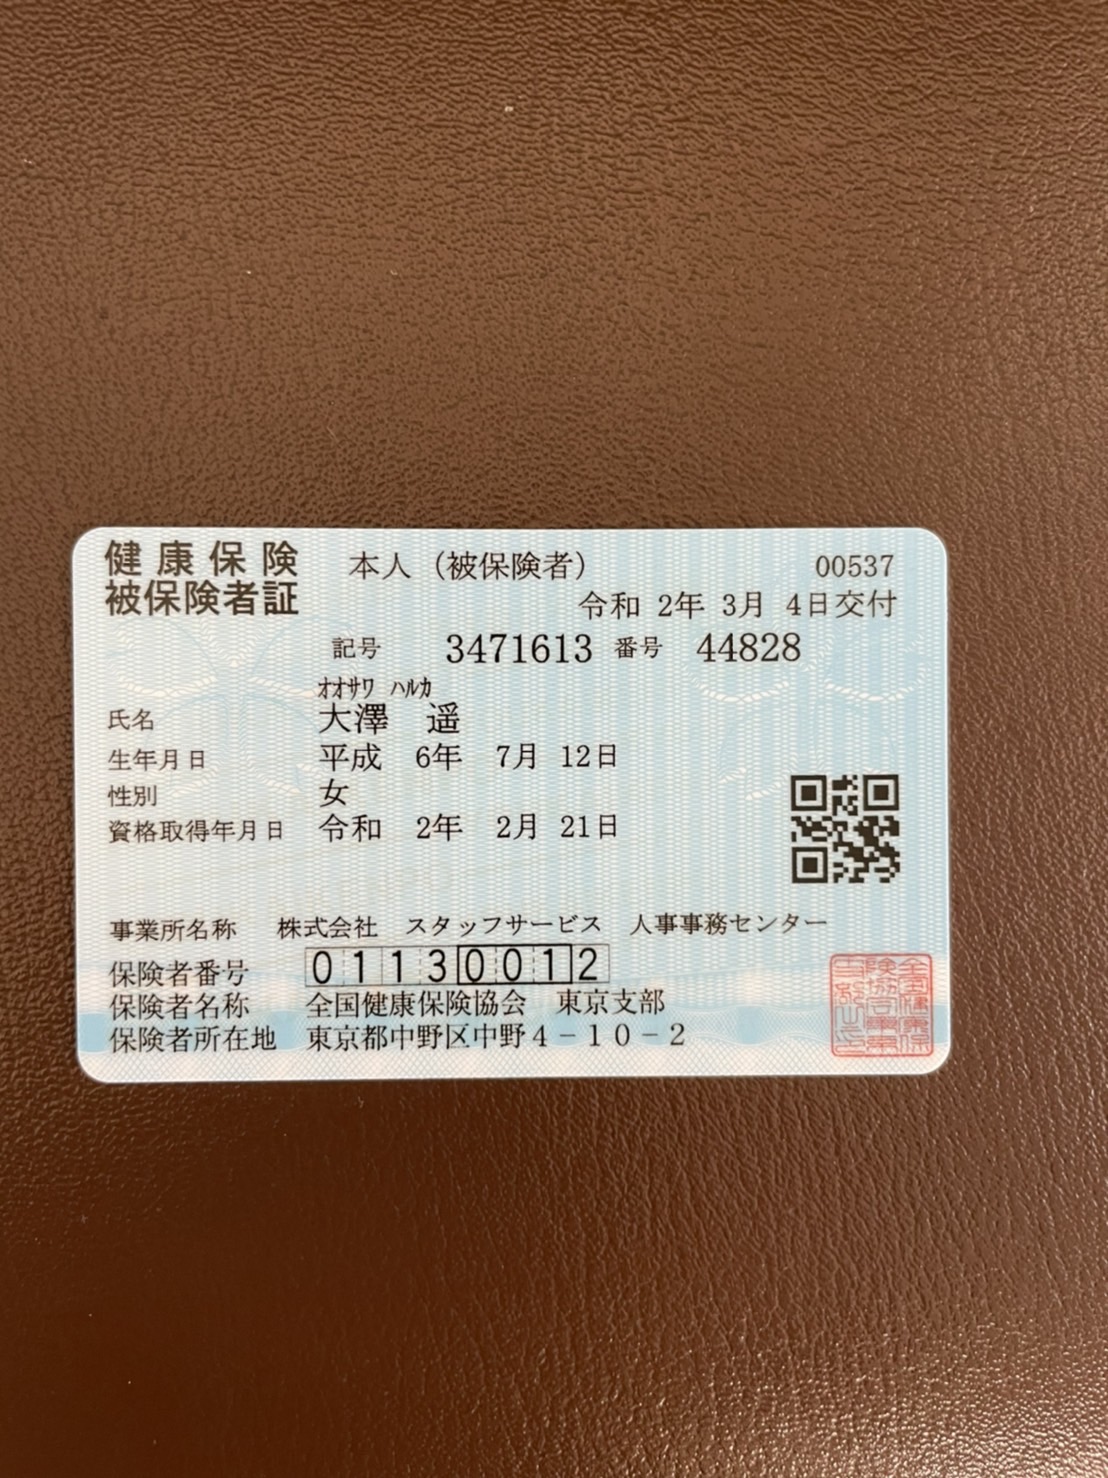 健康保険 本人（被保険者） 00537
被保険者証 令和 2年 3月 4日交付
記号 3471613 番号 44828
ｵｵｻﾜ ﾊﾙｶ
氏名 大澤 遥
生年月日 平成 6年 7月 12日
性別 女
資格取得年月日 令和 2年 2月 21日
事業所名称 株式会社 スタッフサービス 人事事務センター
保険者番号 01130012
保険者名称 全国健康保険協会 東京支部
保険者所在地 東京都中野区中野4－10－2